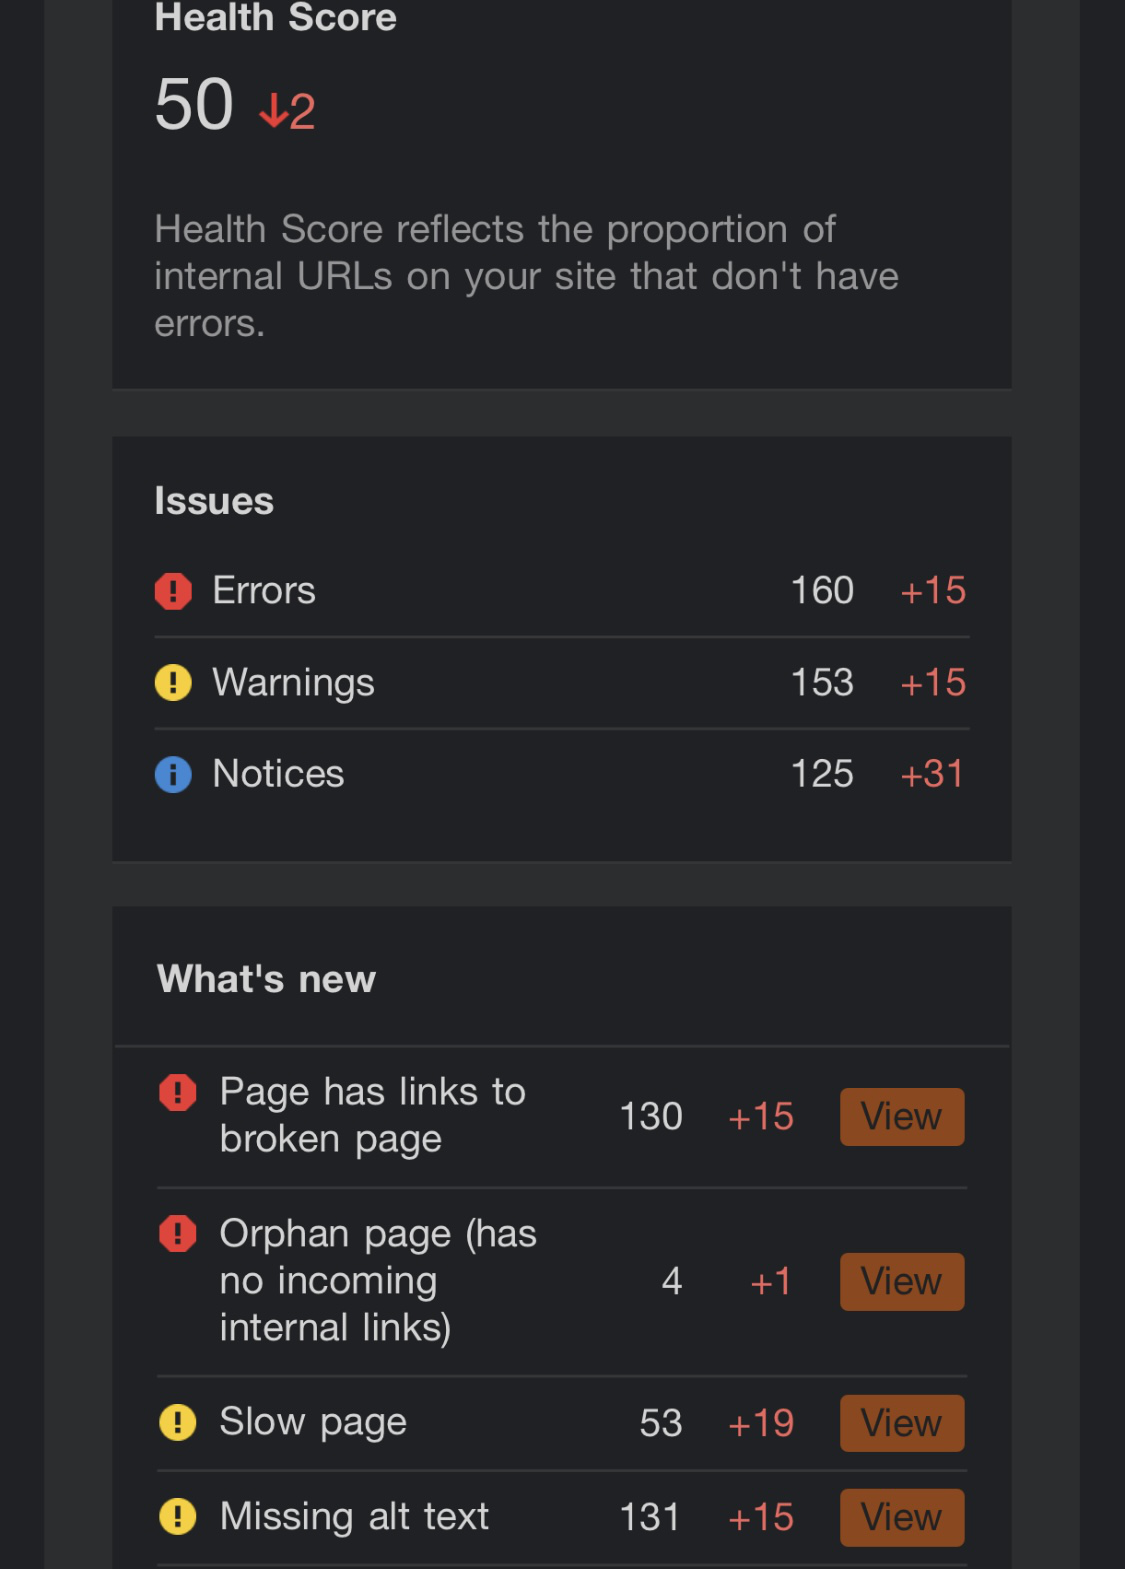 Health Score
50 ↓2
Health Score reflects the proportion of
internal URLs on your site that don't have
errors.
Issues
Errors 160 +15
Warnings 153 +15
Notices 125 +31
What's new
Page has links to
broken page 130 +15 View
Orphan page (has
no incoming 4 +1 View
internal links)
Slow page 53 +19 View
Missing alt text 131 +15 View